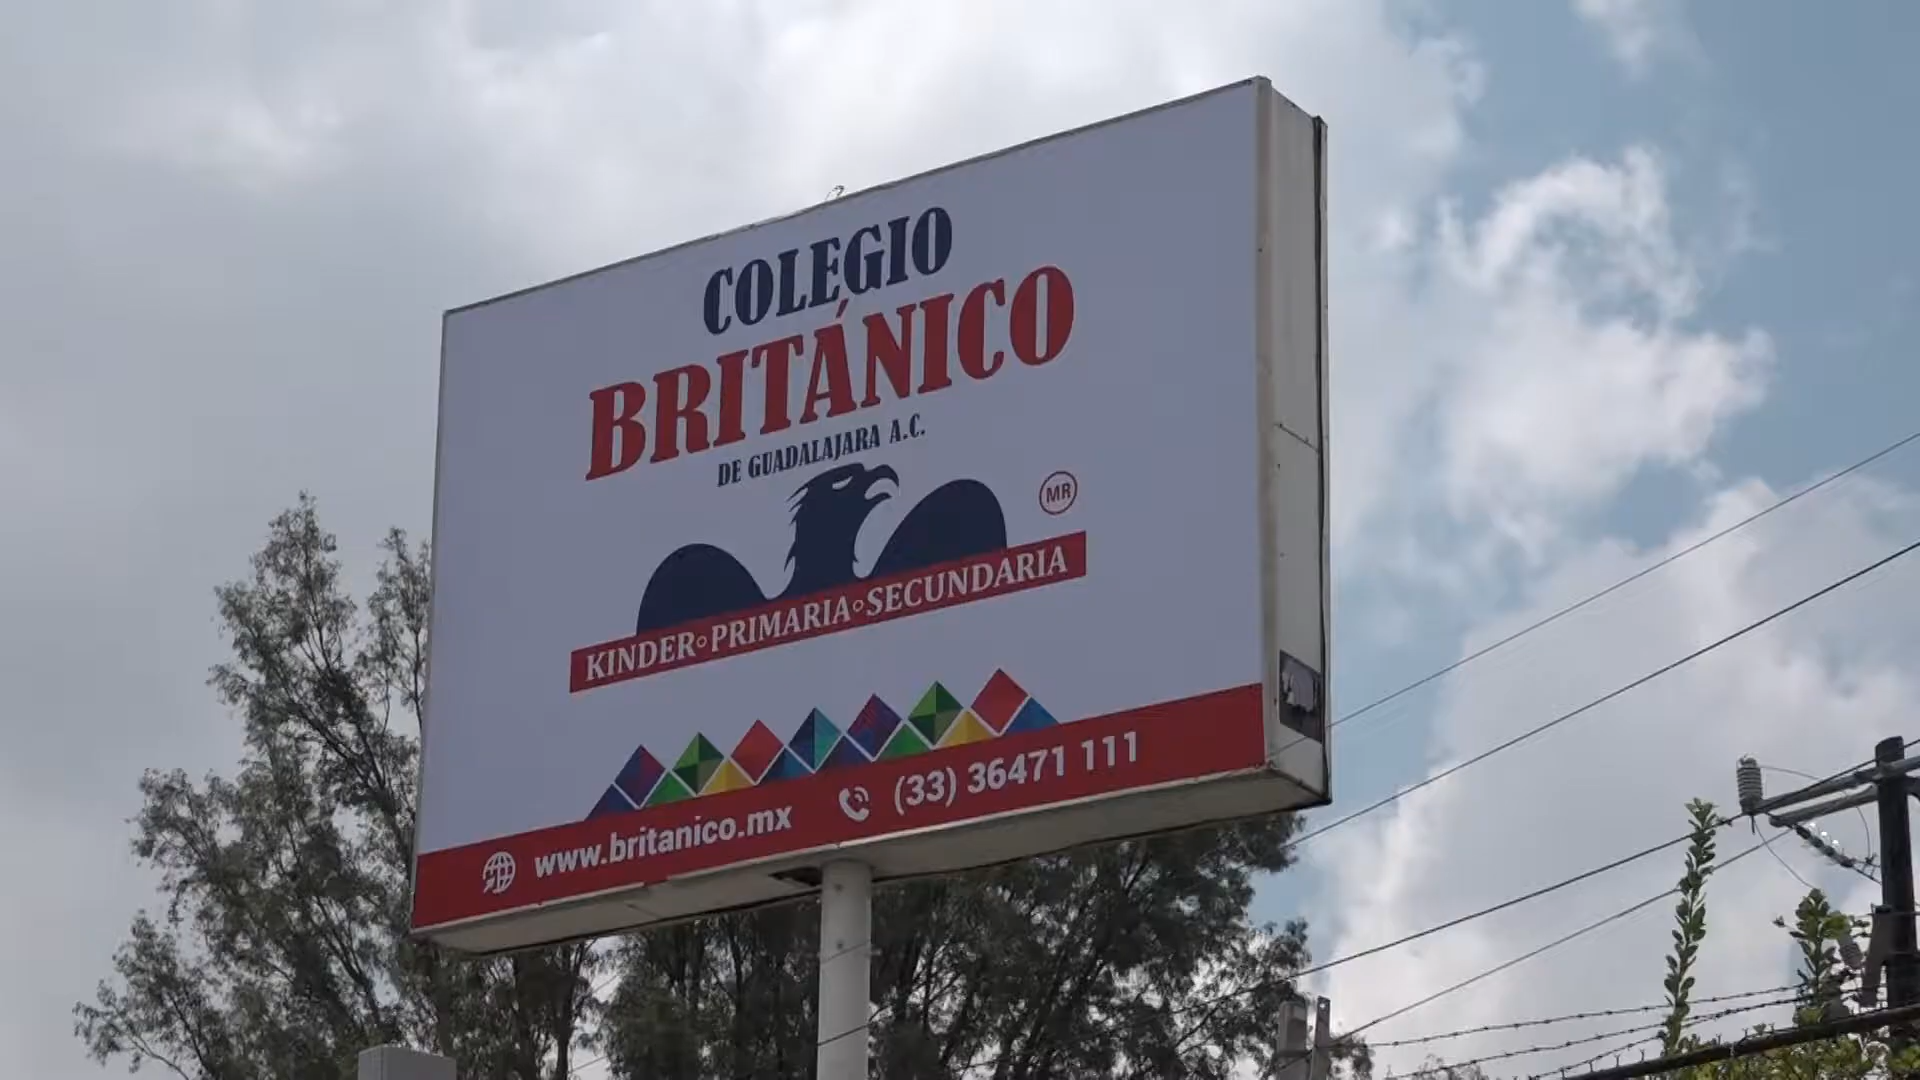 COLEGIO
BRITÁNICO
DE GUADALAJARA A.C.
MR
KINDER◦PRIMARIA◦SECUNDARIA
www.britanico.mx (33) 36471 111